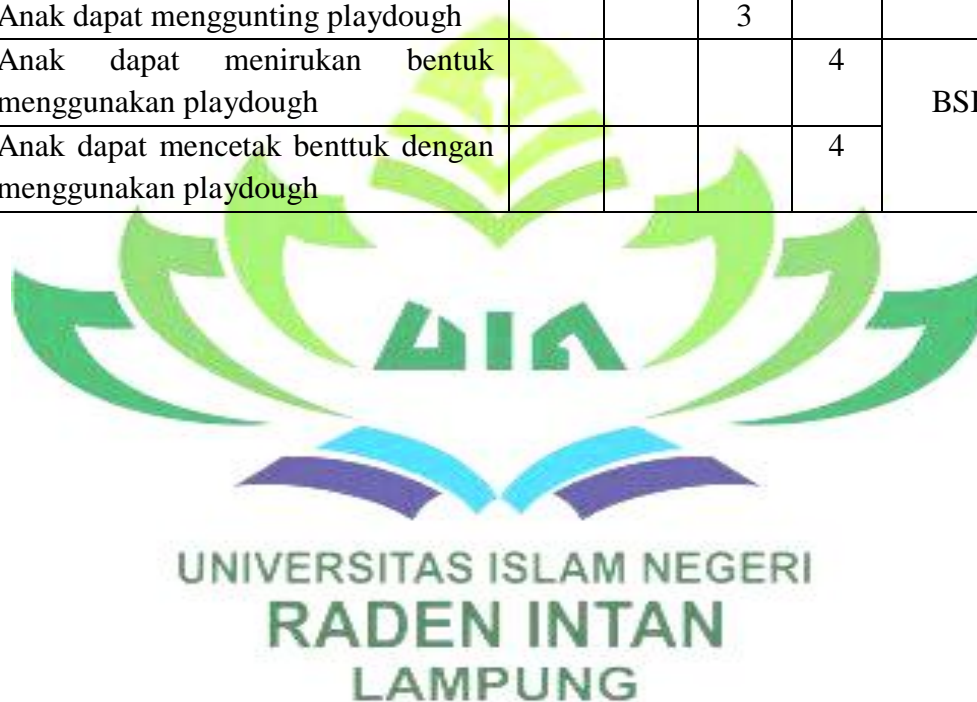 Anak dapat menggunting playdough 3
Anak dapat menirukan bentuk 4
menggunakan playdough
BSI
Anak dapat mencetak benttuk dengan 4
menggunakan playdough
UIN
UNIVERSITAS ISLAM NEGERI
RADEN INTAN
LAMPUNG